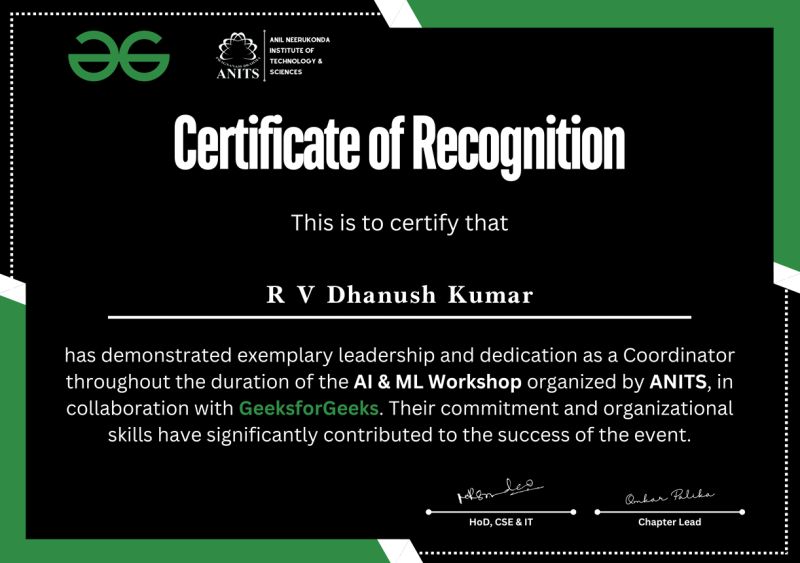 ANIL NEERUKONDA
INSTITUTE OF
TECHNOLOGY &
SCIENCES
ANITS
Certificate of Recognition
This is to certify that
R V Dhanush Kumar
has demonstrated exemplary leadership and dedication as a Coordinator
throughout the duration of the AI & ML Workshop organized by ANITS, in
collaboration with GeeksforGeeks. Their commitment and organizational
skills have significantly contributed to the success of the event.
Onkar Palika
HoD, CSE & IT
Chapter Lead